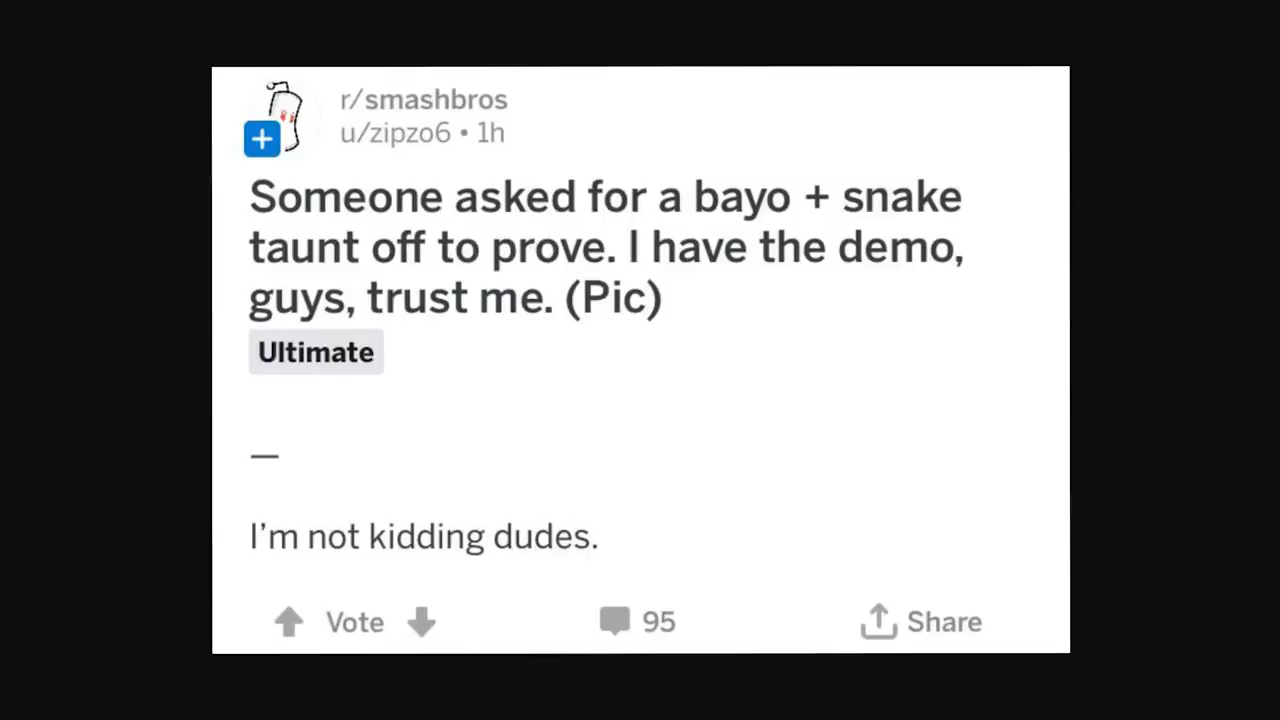 r/smashbros
u/zipzo6 • 1h
Someone asked for a bayo + snake
taunt off to prove. I have the demo,
guys, trust me. (Pic)
Ultimate
—
I'm not kidding dudes.
Vote
95
Share